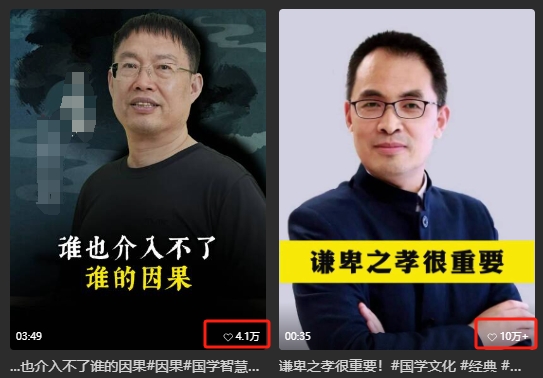 谁也介入不了
谁的因果
03:49
4.1万
...也介入不了谁的因果#因果#国学智慧...
谦卑之孝很重要
00:35
10万+
谦卑之孝很重要！#国学文化 #经典 #...